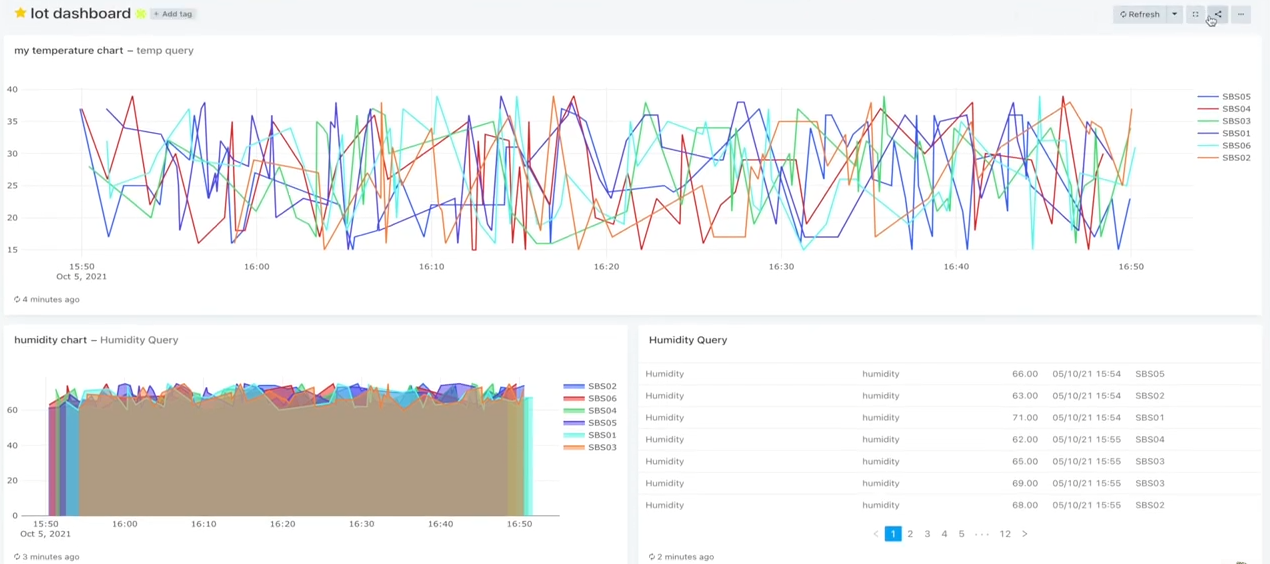 Iot dashboard + Add tag Refresh
my temperature chart – temp query
40
35
30
25
20
15
15:50 16:00 16:10 16:20 16:30 16:40 16:50
Oct 5, 2021
SBS05
SBS04
SBS03
SBS01
SBS06
SBS02
4 minutes ago
humidity chart – Humidity Query
60
40
20
0
15:50 16:00 16:10 16:20 16:30 16:40 16:50
Oct 5, 2021
SBS02
SBS06
SBS04
SBS05
SBS01
SBS03
3 minutes ago
Humidity Query
Humidity humidity 66.00 05/10/21 15:54 SBS05
Humidity humidity 63.00 05/10/21 15:54 SBS02
Humidity humidity 71.00 05/10/21 15:54 SBS01
Humidity humidity 62.00 05/10/21 15:55 SBS04
Humidity humidity 65.00 05/10/21 15:55 SBS03
Humidity humidity 69.00 05/10/21 15:55 SBS03
Humidity humidity 68.00 05/10/21 15:55 SBS02
< 1 2 3 4 5 ··· 12 >
2 minutes ago